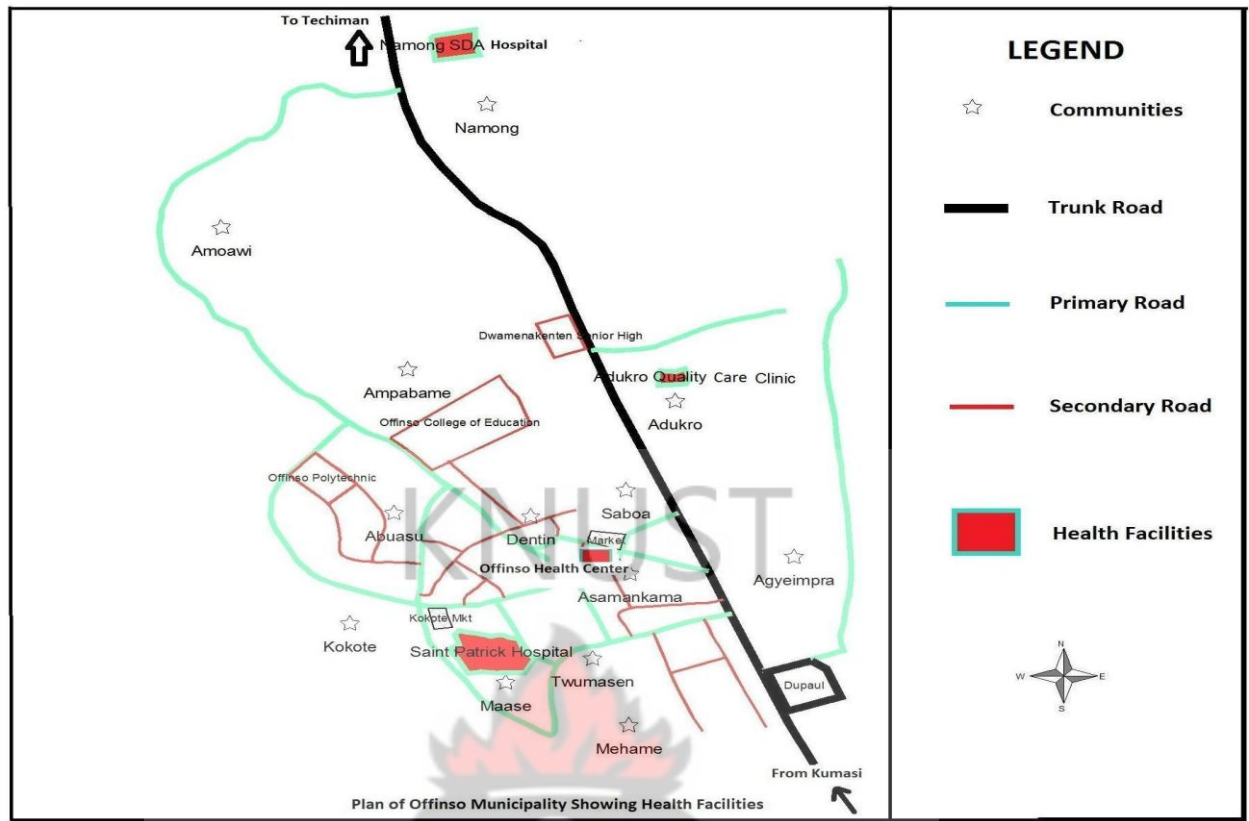 To Techiman
Namong SDA Hospital
Namong
Amoawi
Dwamenakenten Senior High
Adukro Quality Care Clinic
Ampabame
Adukro
Offinso College of Education
Offinso Polytechnic
Saboa
Abuasu
Dentin
Market
KNUST
Offinso Health Center
Agyeimpra
Asamankama
Kokote Mkt
Kokote
Saint Patrick Hospital
Twumasen
Maase
Dupaul
Mehame
From Kumasi
Plan of Offinso Municipality Showing Health Facilities
LEGEND
Communities
Trunk Road
Primary Road
Secondary Road
Health Facilities
N
W E
S